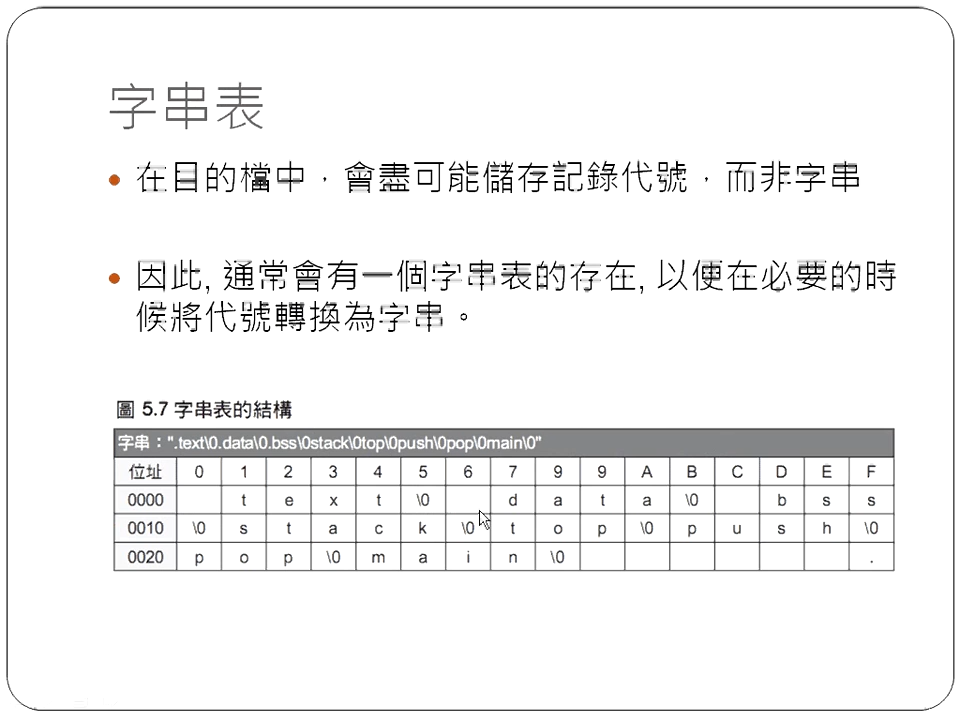 字串表
在目的檔中，會盡可能儲存記錄代號，而非字串
因此, 通常會有一個字串表的存在, 以便在必要的時
候將代號轉換為字串。
圖 5.7 字串表的結構
字串：".text\0.data\0.bss\0stack\0top\0push\0pop\0main\0"
位址 0 1 2 3 4 5 6 7 9 9 A B C D E F
0000 t e x t \0 d a t a \0 b s s
0010 \0 s t a c k \0 t o p \0 p u s h \0
0020 p o p \0 m a i n \0 .